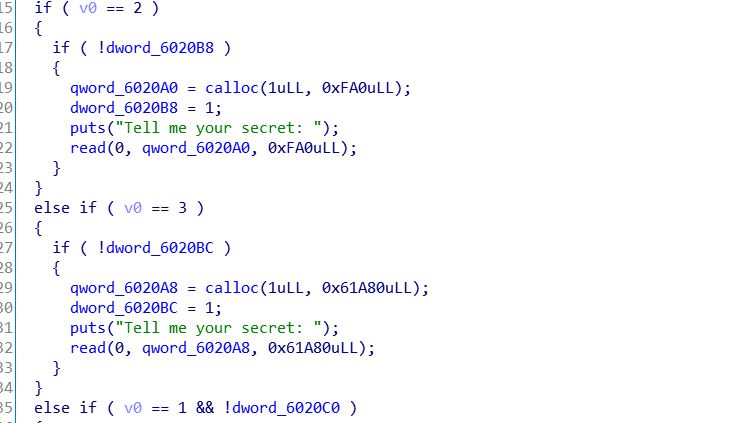 15 if ( v0 == 2 )
16 {
17 if ( !dword_6020B8 )
18 {
19 qword_6020A0 = calloc(1uLL, 0xFA0uLL);
20 dword_6020B8 = 1;
21 puts("Tell me your secret: ");
22 read(0, qword_6020A0, 0xFA0uLL);
23 }
24 }
25 else if ( v0 == 3 )
26 {
27 if ( !dword_6020BC )
28 {
29 qword_6020A8 = calloc(1uLL, 0x61A80uLL);
30 dword_6020BC = 1;
31 puts("Tell me your secret: ");
32 read(0, qword_6020A8, 0x61A80uLL);
33 }
34 }
35 else if ( v0 == 1 && !dword_6020C0 )